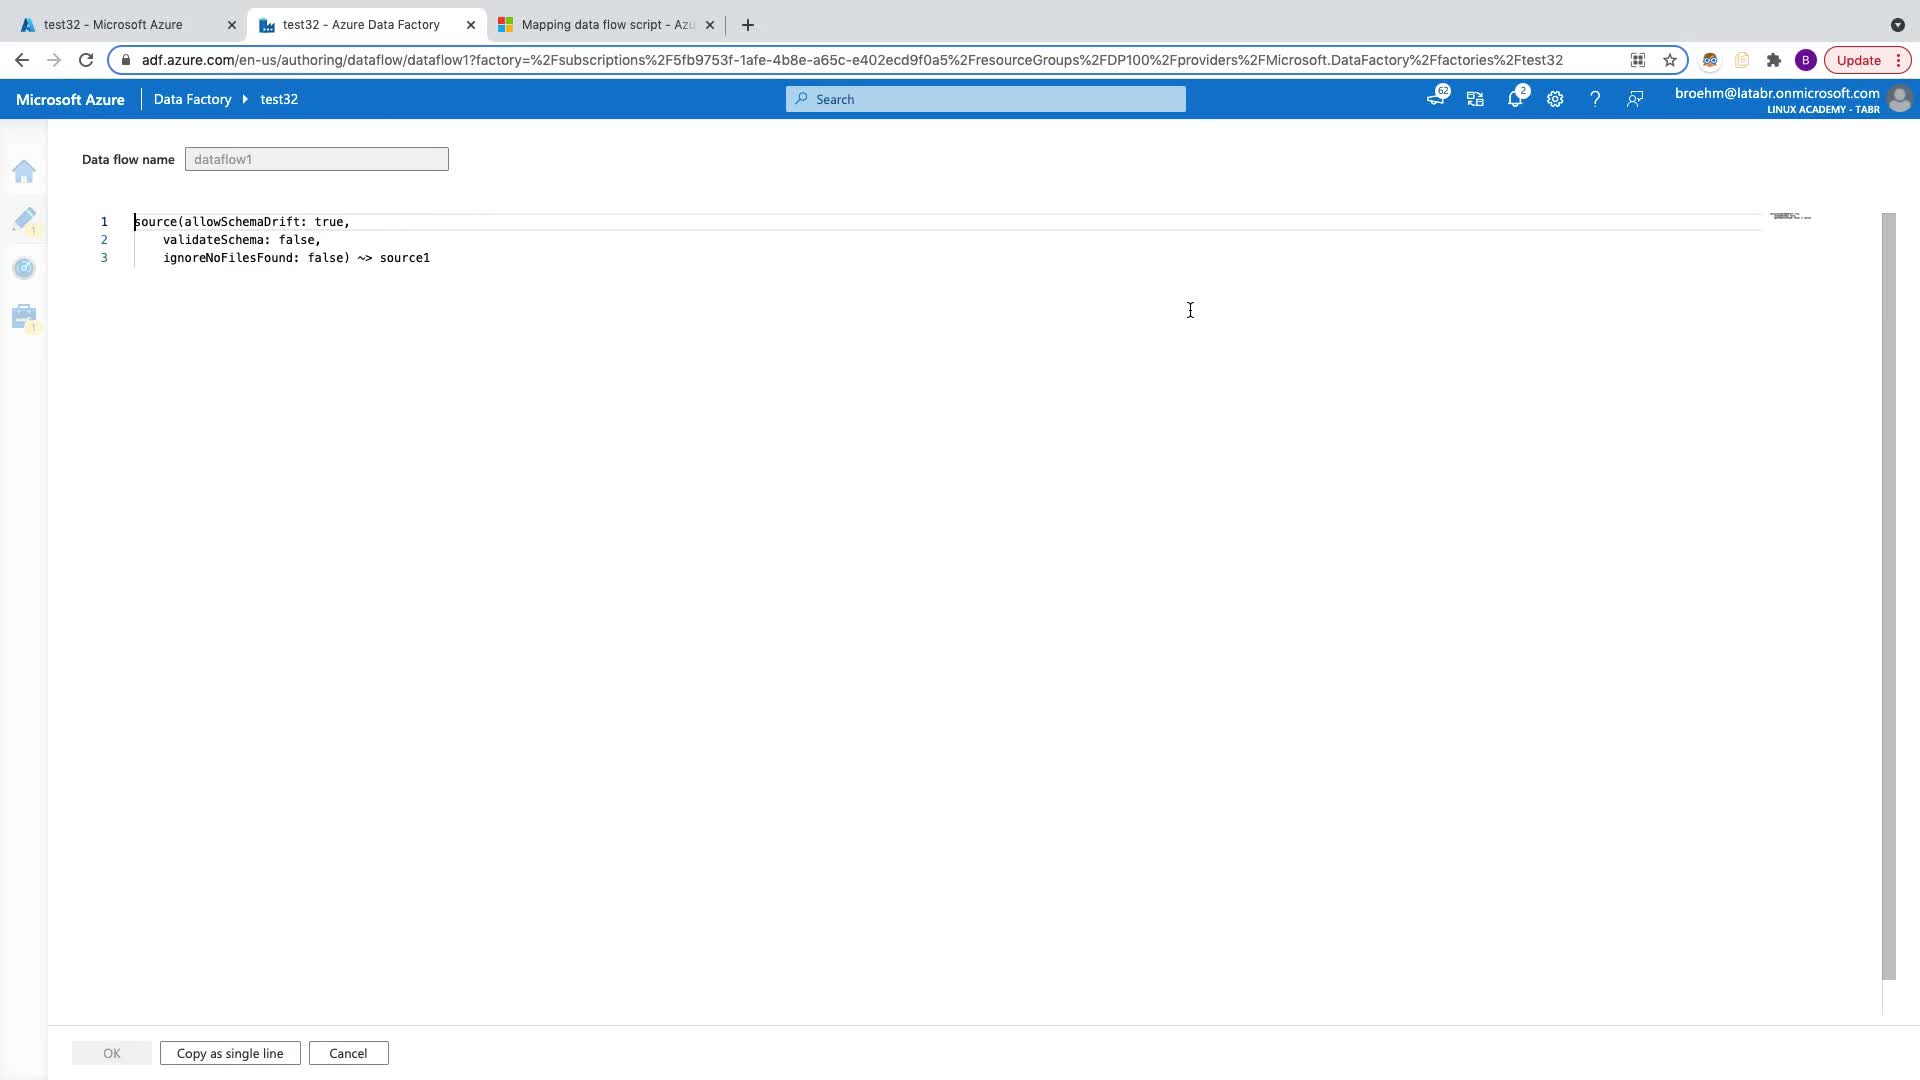 test32 - Microsoft Azure
test32 - Azure Data Factory
Mapping data flow script - Azu
adf.azure.com/en-us/authoring/dataflow/dataflow1?factory=%2Fsubscriptions%2F5fb9753f-1afe-4b8e-a65c-e402ecd9f0a5%2FresourceGroups%2FDP100%2Fproviders%2FMicrosoft.DataFactory%2Ffactories%2Ftest32
B
Update
Microsoft Azure
Data Factory
test32
Search
62
2
broehm@latabr.onmicrosoft.com
LINUX ACADEMY - TABR
Data flow name
dataflow1
1
1
1 source(allowSchemaDrift: true,
2 validateSchema: false,
3 ignoreNoFilesFound: false) ~> source1
OK
Copy as single line
Cancel